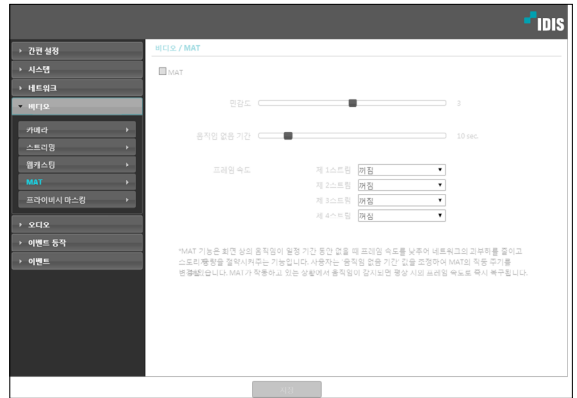 IDIS
간편 설정
시스템
네트워크
비디오
카메라
스트리밍
웹캐스팅
MAT
프라이버시 마스킹
오디오
이벤트 동작
이벤트
비디오 / MAT
MAT
민감도
움직임 없음 기간 10 sec.
프레임 속도 제 1스트림 꺼짐
제 2스트림 꺼짐
제 3스트림 꺼짐
제 4스트림 꺼짐
*MAT 기능은 화면 상의 움직임이 일정 기간 동안 없을 때 프레임 속도를 낮추어 네트워크의 과부하를 줄이고
용량을 절약시켜주는 기능입니다. 사용자는 '움직임 없음 기간' 값을 조정하여 MAT의 작동 주기를
있습니다. MAT가 작동하고 있는 상황에서 움직임이 감지되면 평상 시의 프레임 속도로 즉시 복구됩니다.
저장